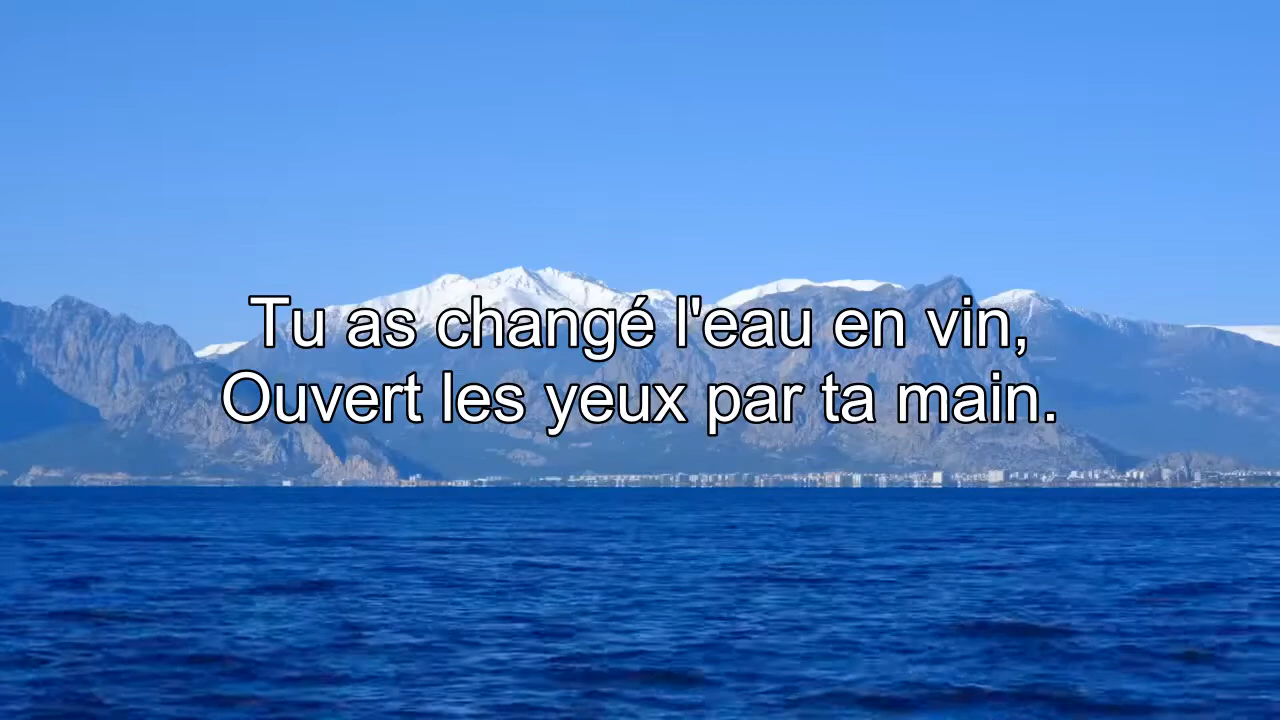 Tu as changé l'eau en vin,
Ouvert les yeux par ta main.